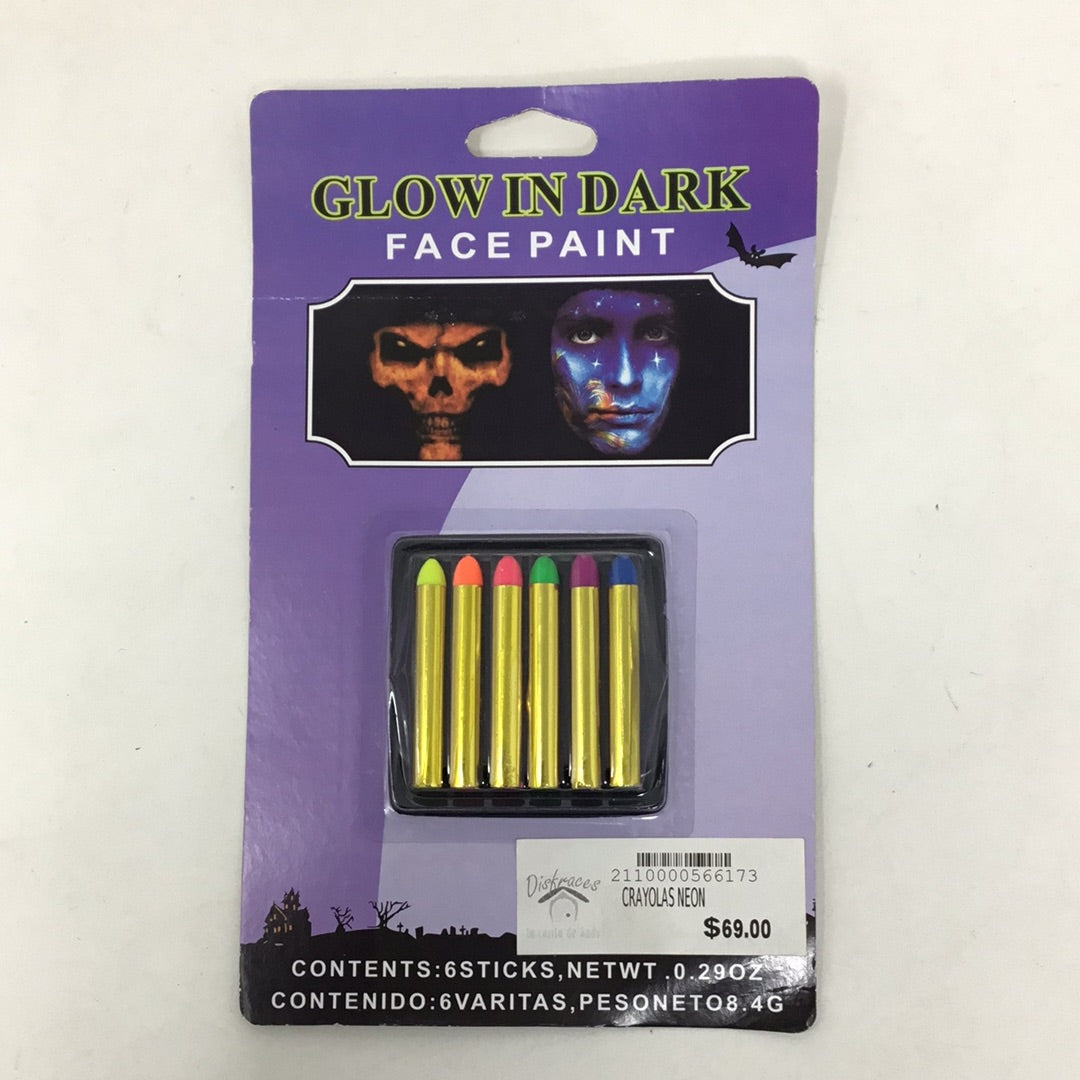 GLOW IN DARK
FACE PAINT
Disfraces
2110000566173
CRAYOLAS NEON
$69.00
CONTENTS:6STICKS,NETWT.0.29OZ
CONTENIDO:6VARITAS,PESONETO8.4G